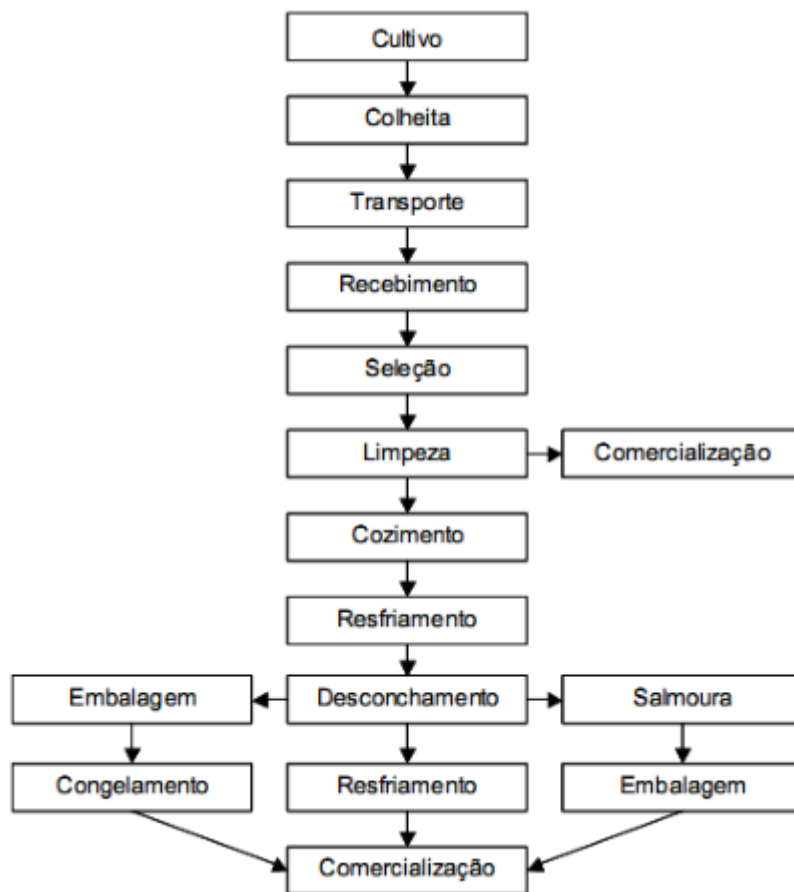 Cultivo
Colheita
Transporte
Recebimento
Seleção
Limpeza
Comercialização
Cozimento
Resfriamento
Embalagem
Desconchamento
Salmoura
Congelamento
Resfriamento
Embalagem
Comercialização